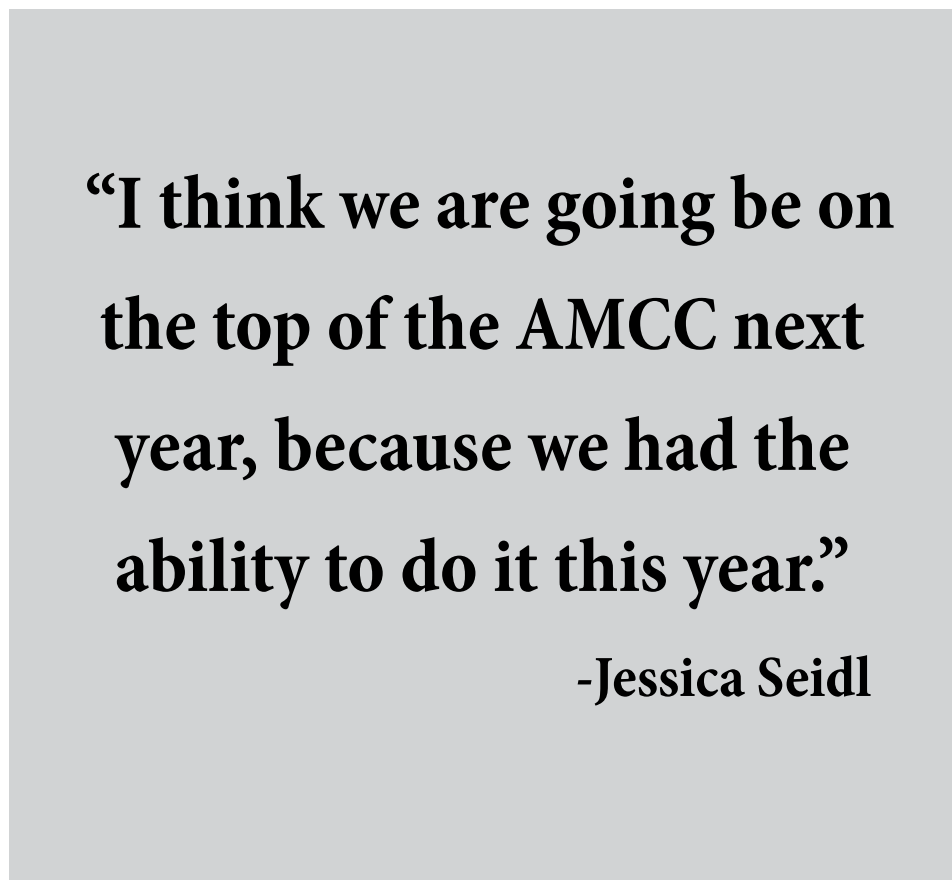 “I think we are going be on
the top of the AMCC next
year, because we had the
ability to do it this year.”
-Jessica Seidl